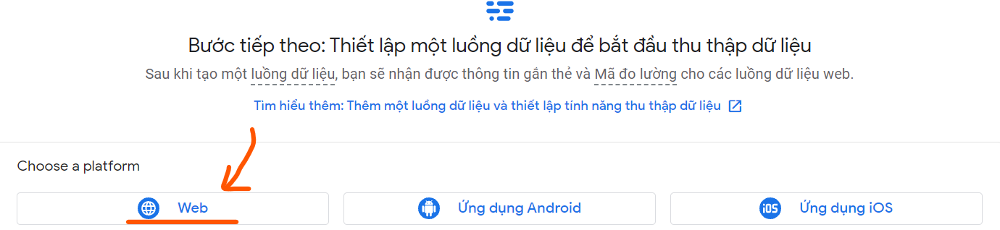 Bước tiếp theo: Thiết lập một luồng dữ liệu để bắt đầu thu thập dữ liệu
Sau khi tạo một luồng dữ liệu, bạn sẽ nhận được thông tin gắn thẻ và Mã đo lường cho các luồng dữ liệu web.
Tìm hiểu thêm: Thêm một luồng dữ liệu và thiết lập tính năng thu thập dữ liệu
Choose a platform
Web
Ứng dụng Android
iOS Ứng dụng iOS